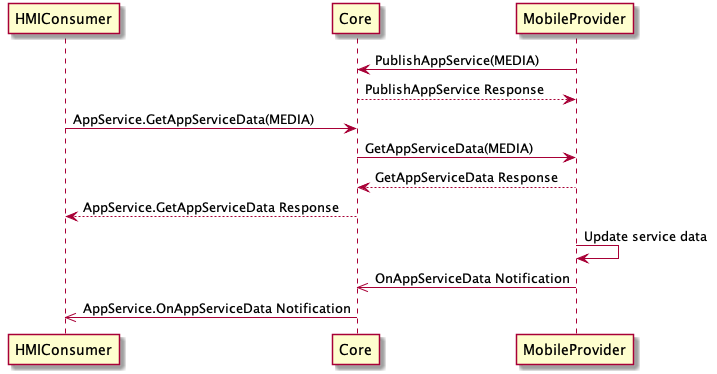 HMIConsumer Core MobileProvider
PublishAppService(MEDIA)
PublishAppService Response
AppService.GetAppServiceData(MEDIA)
GetAppServiceData(MEDIA)
GetAppServiceData Response
AppService.GetAppServiceData Response
Update service data
OnAppServiceData Notification
AppService.OnAppServiceData Notification
HMIConsumer Core MobileProvider